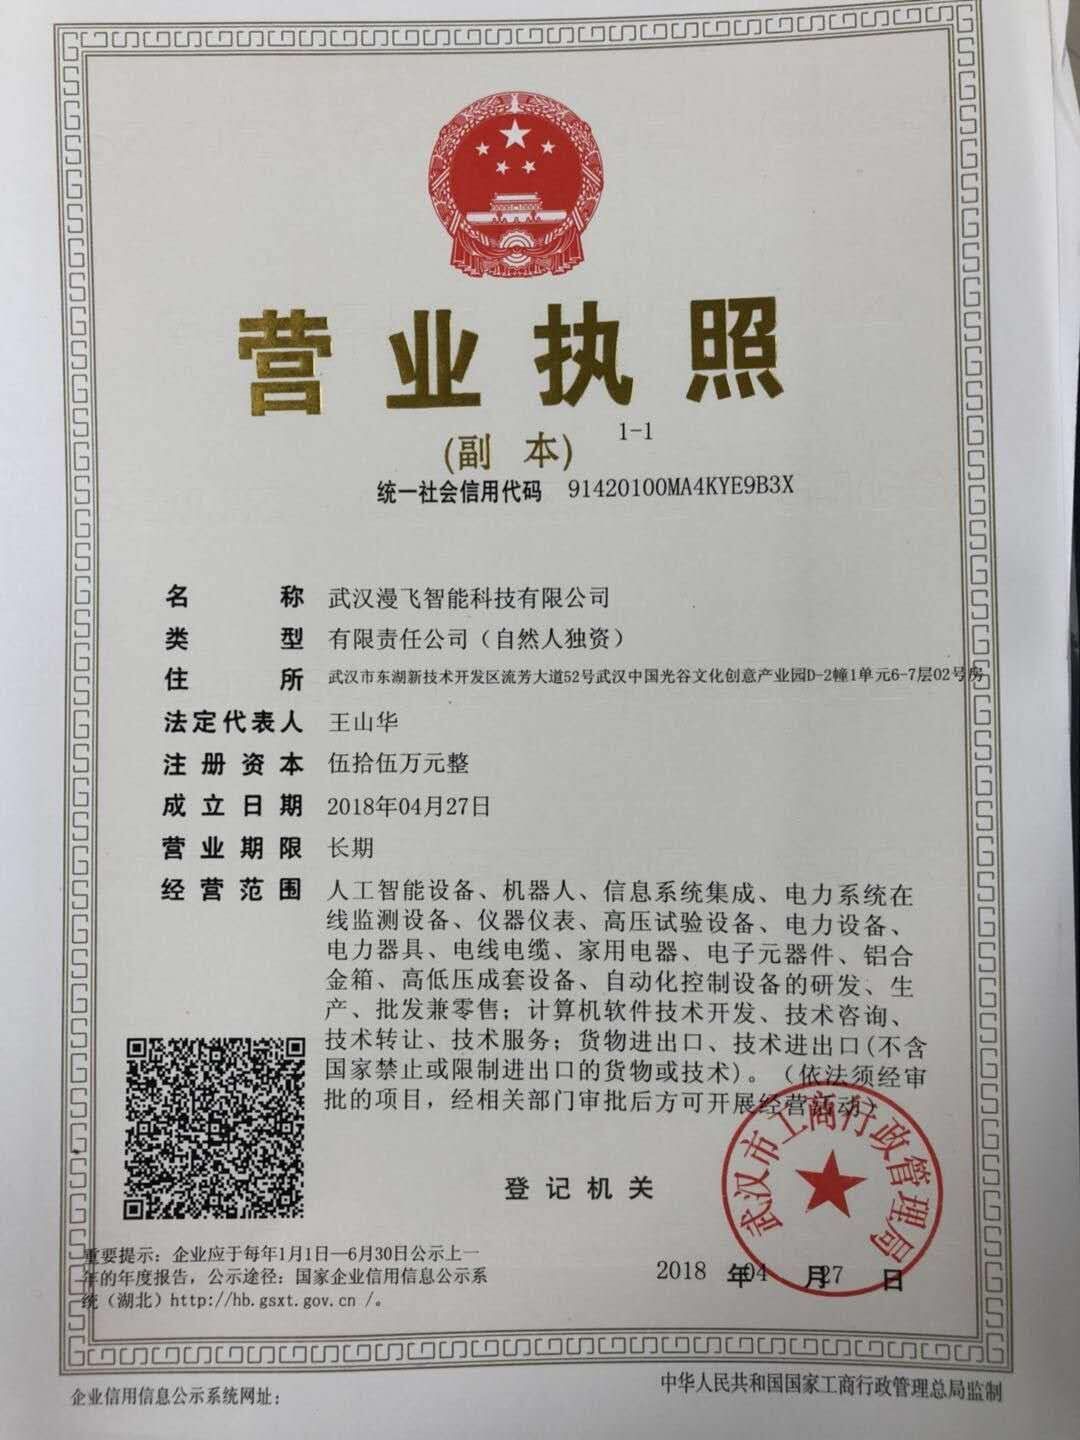 营业执照
(副 本) 1-1
统一社会信用代码 91420100MA4KYE9B3X
名 称 武汉漫飞智能科技有限公司
类 型 有限责任公司（自然人独资）
住 所 武汉市东湖新技术开发区流芳大道52号武汉中国光谷文化创意产业园D-2幢1单元6-7层02号房
法定代表人 王山华
注册资本 伍拾伍万元整
成立日期 2018年04月27日
营业期限 长期
经营范围 人工智能设备、机器人、信息系统集成、电力系统在
线监测设备、仪器仪表、高压试验设备、电力设备、
电力器具、电线电缆、家用电器、电子元器件、铝合
金箱、高低压成套设备、自动化控制设备的研发、生
产、批发兼零售；计算机软件技术开发、技术咨询、
技术转让、技术服务；货物进出口、技术进出口(不含
国家禁止或限制进出口的货物或技术)。（依法须经审
批的项目，经相关部门审批后方可开展经营活动）
武汉市工商行政管理局
登记机关
2018 年 04 月 27 日
重要提示：企业应于每年1月1日—6月30日公示上一
年的年度报告，公示途径：国家企业信用信息公示系
统（湖北）http://hb.gsxt.gov.cn /。
企业信用信息公示系统网址：
中华人民共和国国家工商行政管理总局监制